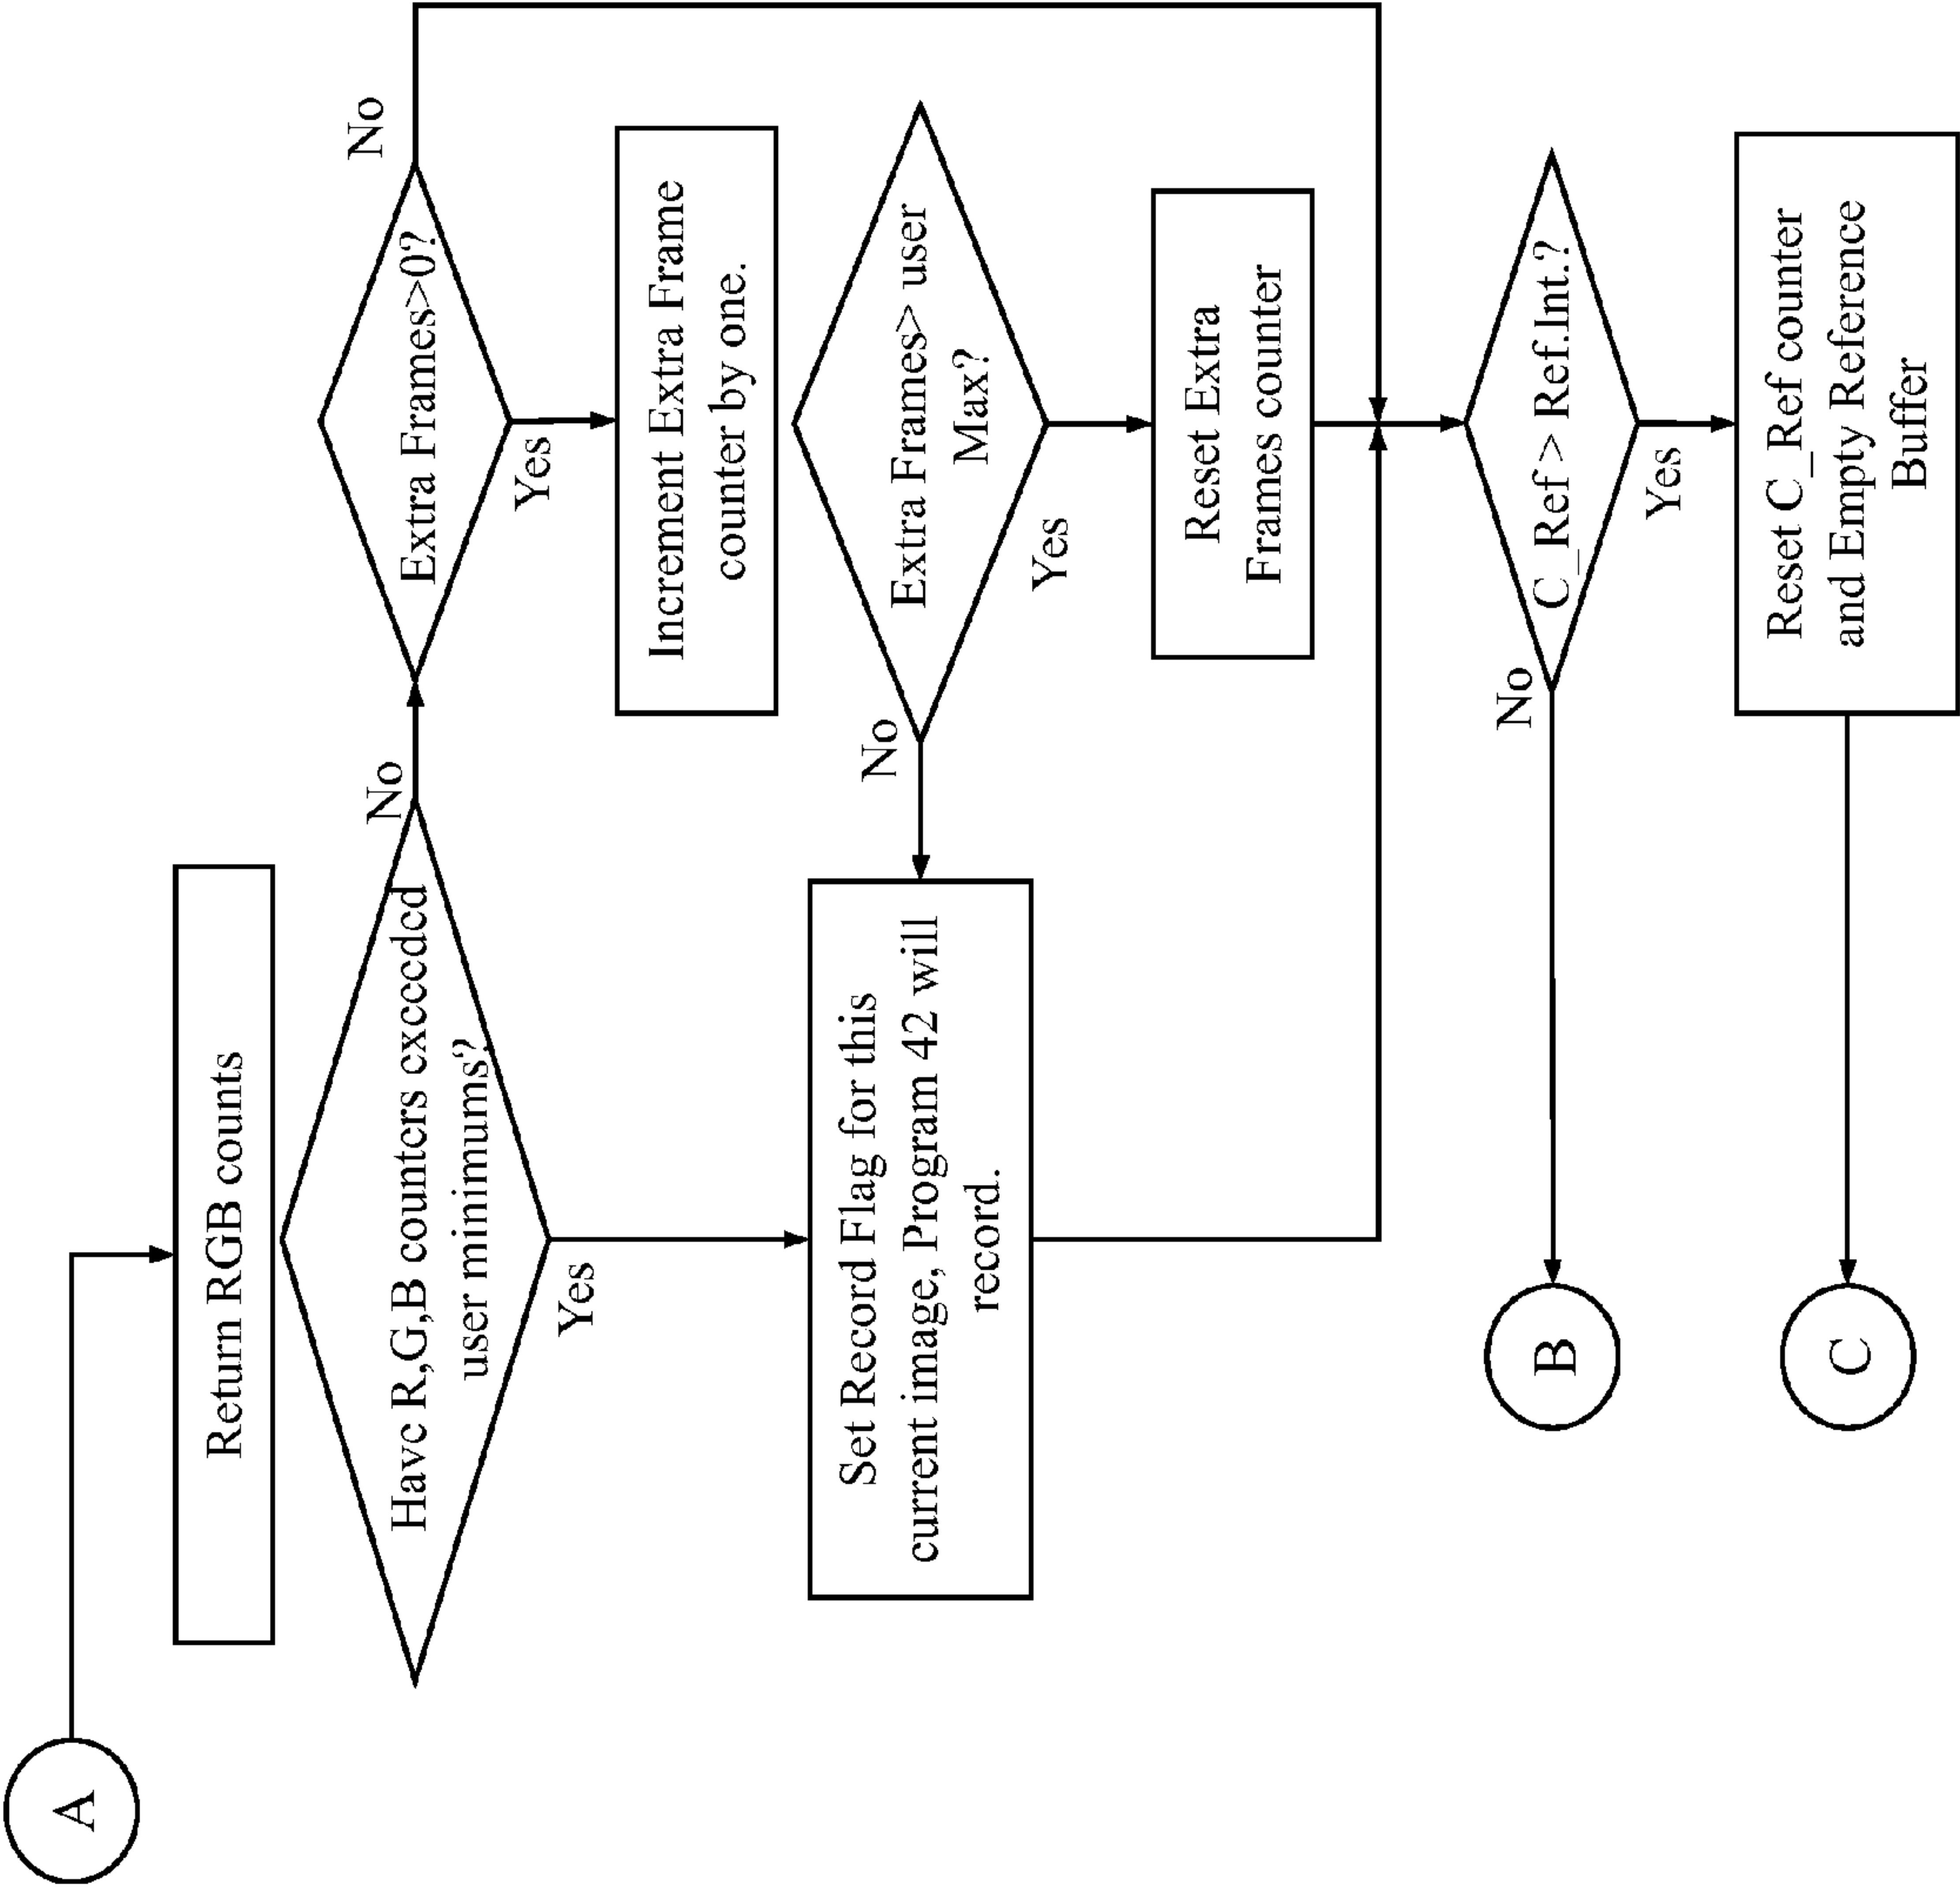 A
Return RGB counts
Have R,G,B counters exceeded
user minimums?
No
Yes
Extra Frames>0?
No
Yes
Increment Extra Frame
counter by one.
Extra Frames> user
Max?
No
Yes
Set Record Flag for this
current image, Program 42 will
record.
Reset Extra
Frames counter
C_Ref > Ref.Int.?
No
Yes
B
Reset C_Ref counter
and Empty Reference
Buffer
C